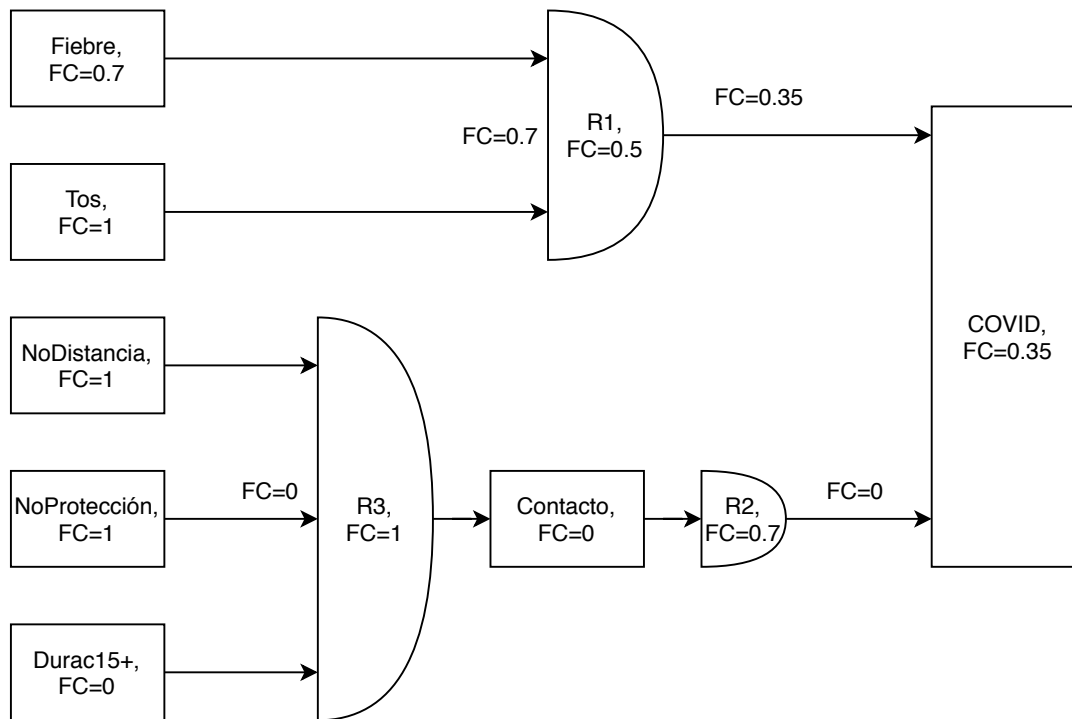 Fiebre,
FC=0.7
Tos,
FC=1
FC=0.7
R1,
FC=0.5
FC=0.35
NoDistancia,
FC=1
NoProtección,
FC=1
Durac15+,
FC=0
FC=0
R3,
FC=1
Contacto,
FC=0
R2,
FC=0.7
FC=0
COVID,
FC=0.35